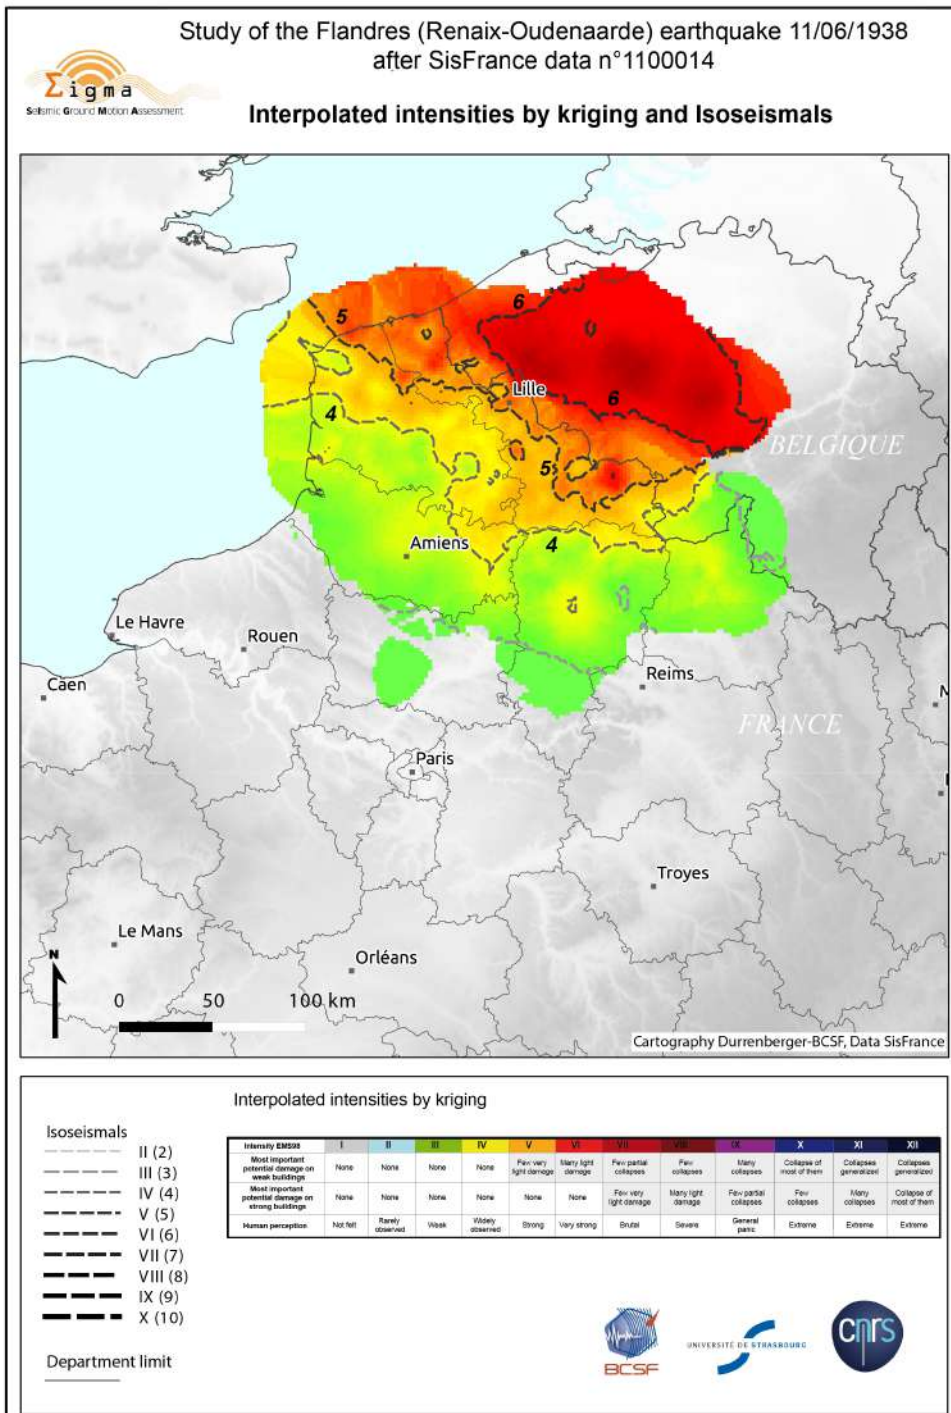 Study of the Flandres (Renaix-Oudenaarde) earthquake 11/06/1938
after SisFrance data n°1100014
Σigma
Seismic Ground Motion Assessment
Interpolated intensities by kriging and Isoseismals
5
6
Lille
4
6
BELGIQUE
5
Amiens
4
Le Havre
Rouen
Caen
Reims
M
FRANCE
Paris
Troyes
Le Mans
N
Orléans
0 50 100 km
Cartography Durrenberger-BCSF, Data SisFrance
Interpolated intensities by kriging
Isoseismals
II (2)
III (3)
IV (4)
V (5)
VI (6)
VII (7)
VIII (8)
IX (9)
X (10)
Department limit
Intensity EMS98 I II III IV V VI VII VIII IX X XI XII
Most important potential damage on weak buildings None None None None Few very light damage Many light damage Few partial collapses Few collapses Many collapses Collapse of most of them Collapses generalized Collapses generalized
Most important potential damage on strong buildings None None None None None None Few very light damage Many light damage Few partial collapses Few collapses Many collapses Collapse of most of them
Human perception Not felt Rarely observed Weak Widely observed Strong Very strong Brutal Severe General panic Extreme Extreme Extreme
BCSF
UNIVERSITÉ DE STRASBOURG
cnrs